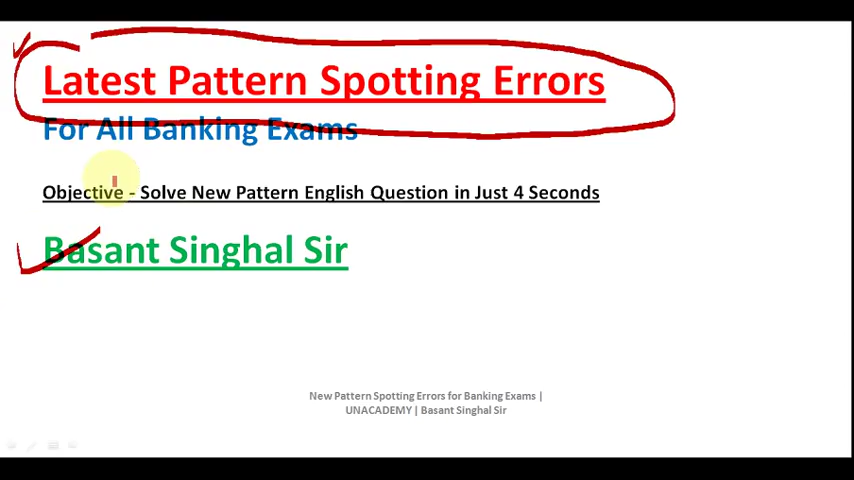 Latest Pattern Spotting Errors
For All Banking Exams
Objective - Solve New Pattern English Question in Just 4 Seconds
Basant Singhal Sir
New Pattern Spotting Errors for Banking Exams |
UNACADEMY | Basant Singhal Sir